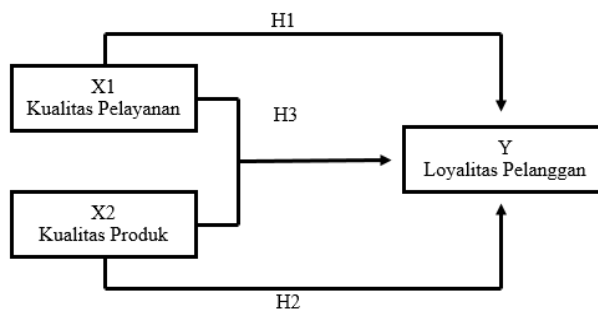 H1
X1
Kualitas Pelayanan
H3
Y
Loyalitas Pelanggan
X2
Kualitas Produk
H2